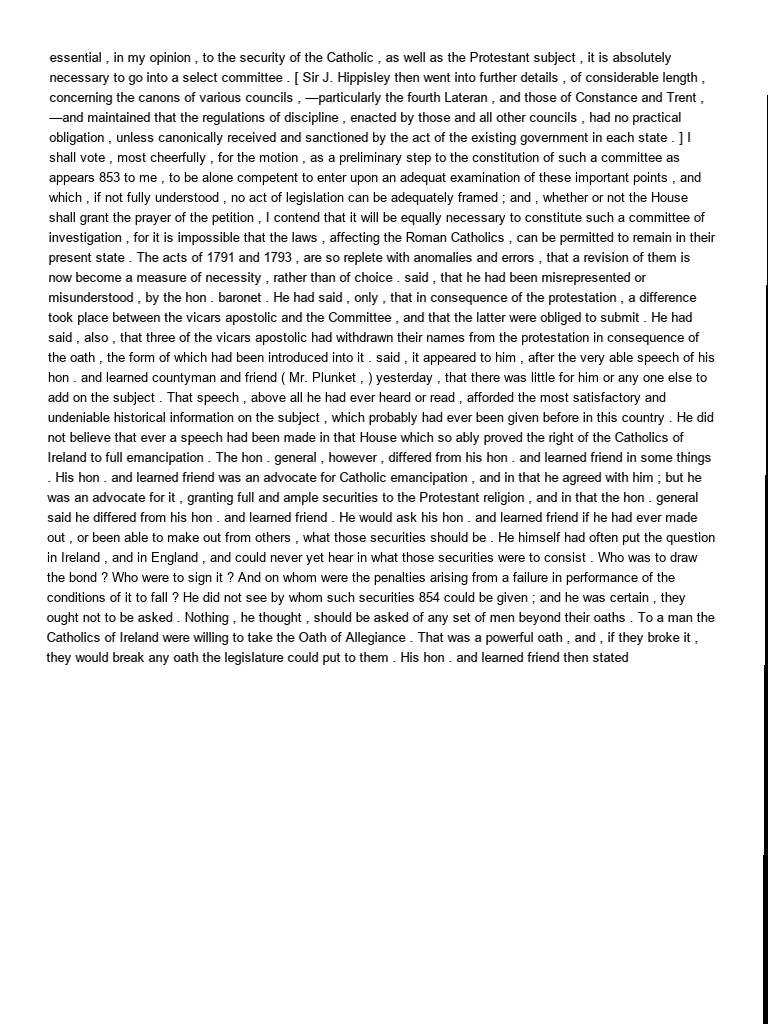 essential , in my opinion , to the security of the Catholic , as well as the Protestant subject , it is absolutely
necessary to go into a select committee . [ Sir J. Hippisley then went into further details , of considerable length ,
concerning the canons of various councils , —particularly the fourth Lateran , and those of Constance and Trent ,
—and maintained that the regulations of discipline , enacted by those and all other councils , had no practical
obligation , unless canonically received and sanctioned by the act of the existing government in each state . ] I
shall vote , most cheerfully , for the motion , as a preliminary step to the constitution of such a committee as
appears 853 to me , to be alone competent to enter upon an adequat examination of these important points , and
which , if not fully understood , no act of legislation can be adequately framed ; and , whether or not the House
shall grant the prayer of the petition , I contend that it will be equally necessary to constitute such a committee of
investigation , for it is impossible that the laws , affecting the Roman Catholics , can be permitted to remain in their
present state . The acts of 1791 and 1793 , are so replete with anomalies and errors , that a revision of them is
now become a measure of necessity , rather than of choice . said , that he had been misrepresented or
misunderstood , by the hon . baronet . He had said , only , that in consequence of the protestation , a difference
took place between the vicars apostolic and the Committee , and that the latter were obliged to submit . He had
said , also , that three of the vicars apostolic had withdrawn their names from the protestation in consequence of
the oath , the form of which had been introduced into it . said , it appeared to him , after the very able speech of his
hon . and learned countyman and friend ( Mr. Plunket , ) yesterday , that there was little for him or any one else to
add on the subject . That speech , above all he had ever heard or read , afforded the most satisfactory and
undeniable historical information on the subject , which probably had ever been given before in this country . He did
not believe that ever a speech had been made in that House which so ably proved the right of the Catholics of
Ireland to full emancipation . The hon . general , however , differed from his hon . and learned friend in some things
. His hon . and learned friend was an advocate for Catholic emancipation , and in that he agreed with him ; but he
was an advocate for it , granting full and ample securities to the Protestant religion , and in that the hon . general
said he differed from his hon . and learned friend . He would ask his hon . and learned friend if he had ever made
out , or been able to make out from others , what those securities should be . He himself had often put the question
in Ireland , and in England , and could never yet hear in what those securities were to consist . Who was to draw
the bond ? Who were to sign it ? And on whom were the penalties arising from a failure in performance of the
conditions of it to fall ? He did not see by whom such securities 854 could be given ; and he was certain , they
ought not to be asked . Nothing , he thought , should be asked of any set of men beyond their oaths . To a man the
Catholics of Ireland were willing to take the Oath of Allegiance . That was a powerful oath , and , if they broke it ,
they would break any oath the legislature could put to them . His hon . and learned friend then stated